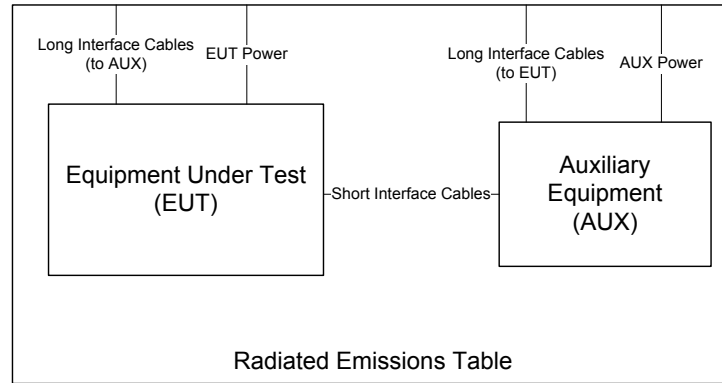 Long Interface Cables
(to AUX)
EUT Power
Long Interface Cables
(to EUT)
AUX Power
Equipment Under Test
(EUT)
Short Interface Cables
Auxiliary
Equipment
(AUX)
Radiated Emissions Table